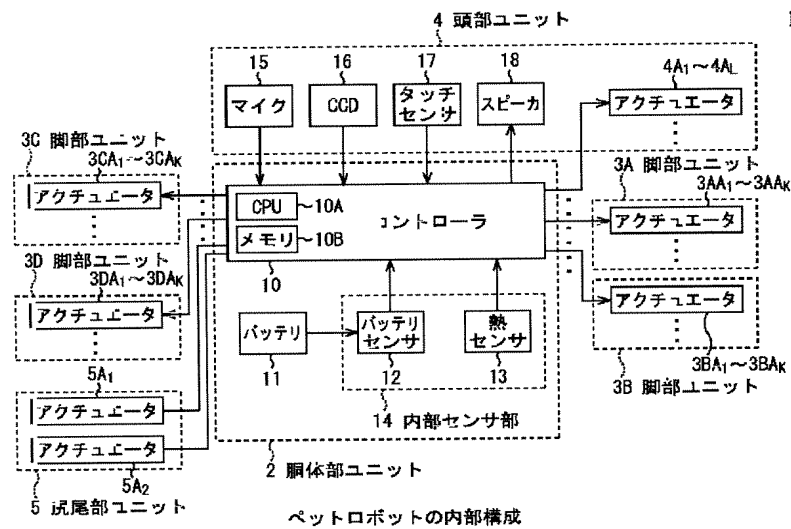 4 頭部ユニット
15
マイク
16
CCD
17
タッチ
センサ
18
スピーカ
4A₁～4Aʟ
アクチュエータ
3C 脚部ユニット
3CA₁～3CAₖ
アクチュエータ
3D 脚部ユニット
3DA₁～3DAₖ
アクチュエータ
5A₁
アクチュエータ
アクチュエータ
5A₂
5 尻尾部ユニット
CPU
10A
メモリ
10B
コントローラ
10
バッテリ
11
バッテリ
センサ
12
熱
センサ
13
14 内部センサ部
2 胴体部ユニット
3A 脚部ユニット
3AA₁～3AAₖ
アクチュエータ
アクチュエータ
3BA₁～3BAₖ
3B 脚部ユニット
ペットロボットの内部構成